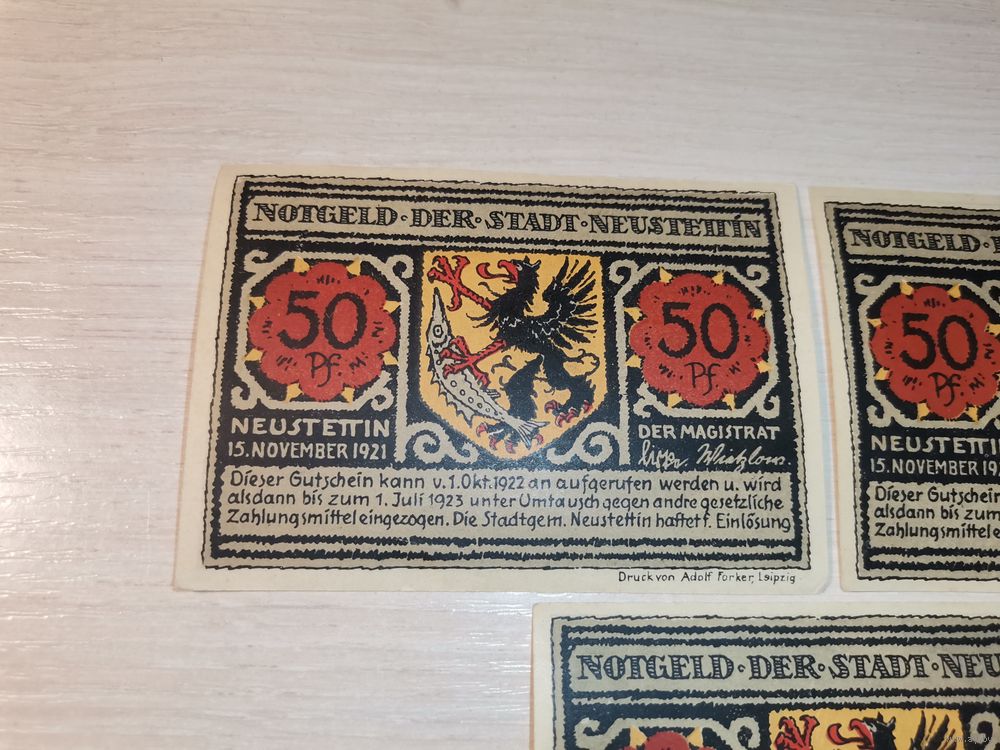 NOTGELD·DER·STADT·NEUSTETTIN
50
Pf.
50
Pf.
NEUSTETTIN
15. NOVEMBER 1921
DER MAGISTRAT
Dieser Gutschein kann v. 1. Okt. 1922 an aufgerufen werden u. wird
alsdann bis zum 1. Juli 1923 unter Umtausch gegen andre gesetzliche
Zahlungsmittel eingezogen. Die Stadtgem. Neustettin haftet f. Einlösung
Druck von Adolf Forker, Leipzig
NOTGELD·
50
Pf.
NEUSTETTIN
15. NOVEMBER 19
Dieser Gutschein
alsdann bis zum
Zahlungsmittel e
NOTGELD·DER·STADT·NEU